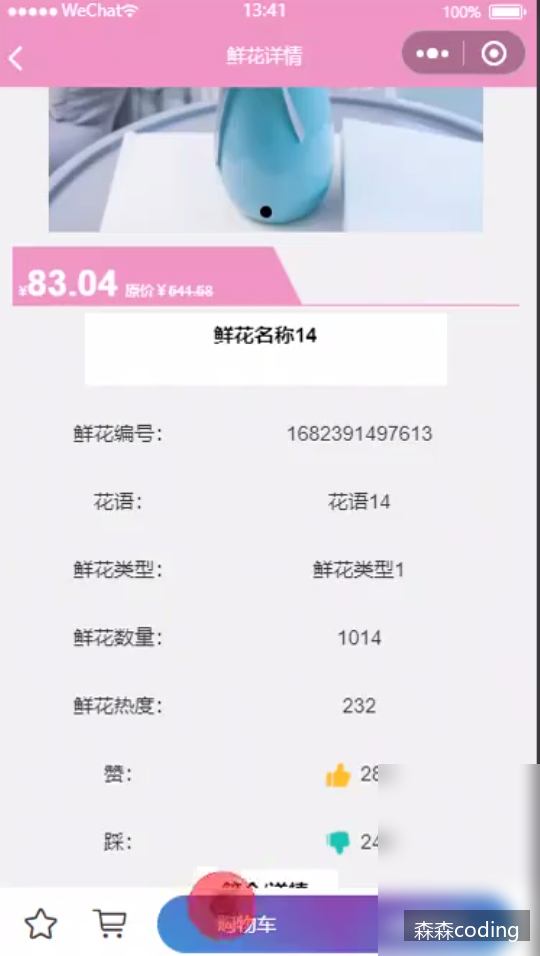 WeChat 13:41 100%
鲜花详情
¥83.04 原价¥541.58
鲜花名称14
鲜花编号: 1682391497613
花语: 花语14
鲜花类型: 鲜花类型1
鲜花数量: 1014
鲜花热度: 232
赞: 28
踩: 24
简介/详情
购物车
森森coding